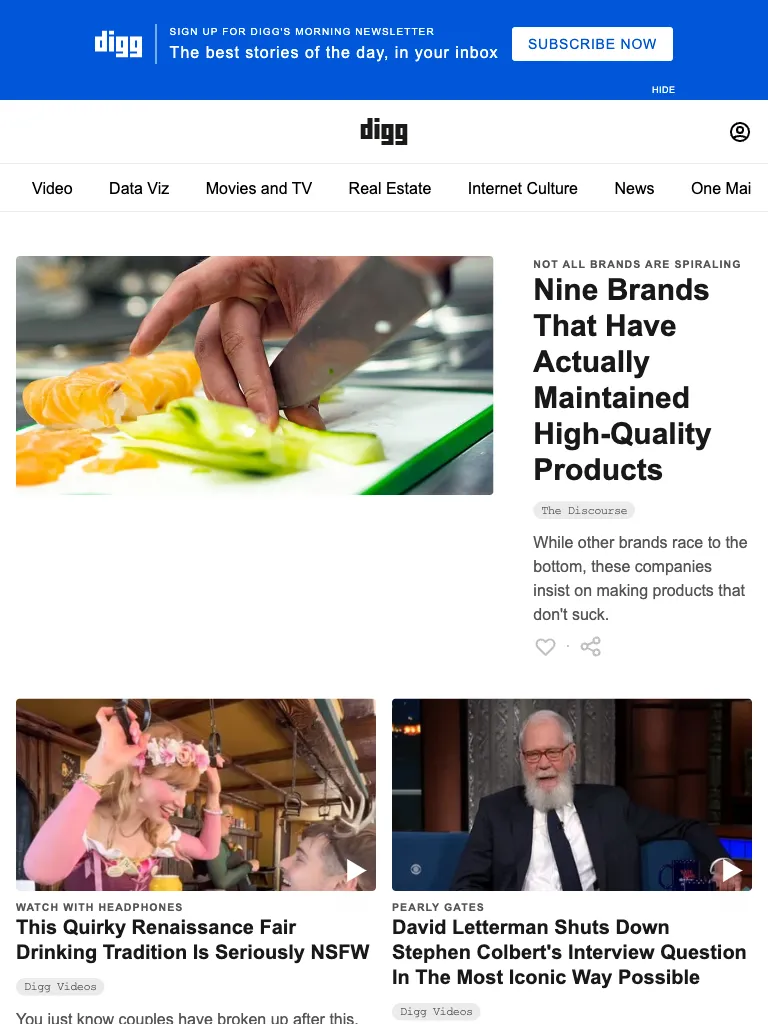 digg
SIGN UP FOR DIGG'S MORNING NEWSLETTER
The best stories of the day, in your inbox
SUBSCRIBE NOW
HIDE
digg
Video Data Viz Movies and TV Real Estate Internet Culture News One Mai
NOT ALL BRANDS ARE SPIRALING
Nine Brands
That Have
Actually
Maintained
High-Quality
Products
The Discourse
While other brands race to the
bottom, these companies
insist on making products that
don't suck.
WATCH WITH HEADPHONES
This Quirky Renaissance Fair
Drinking Tradition Is Seriously NSFW
Digg Videos
You just know couples have broken up after this.
PEARLY GATES
David Letterman Shuts Down
Stephen Colbert's Interview Question
In The Most Iconic Way Possible
Digg Videos